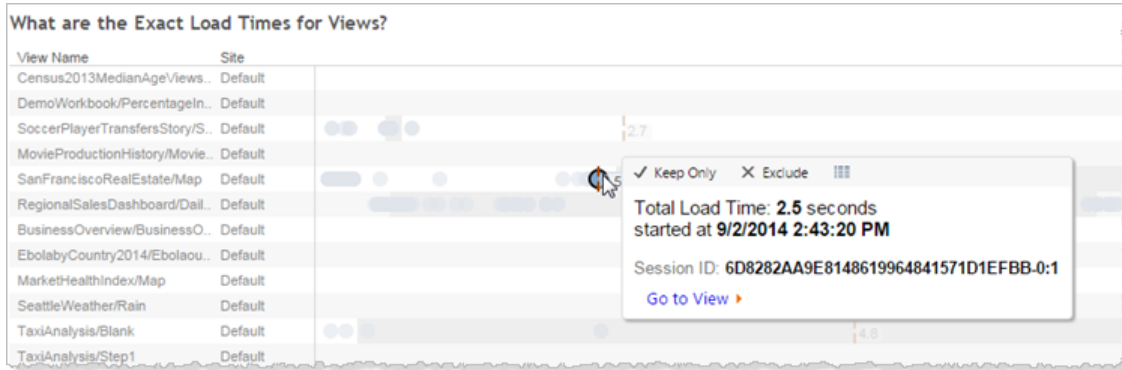 What are the Exact Load Times for Views?
View Name Site
Census2013MedianAgeViews.. Default
DemoWorkbook/PercentageIn.. Default
SoccerPlayerTransfersStory/S.. Default 2.7
MovieProductionHistory/Movie.. Default
SanFranciscoRealEstate/Map Default 5
RegionalSalesDashboard/Dail.. Default
BusinessOverview/BusinessO.. Default
EbolabyCountry2014/Ebolaou.. Default
MarketHealthIndex/Map Default
SeattleWeather/Rain Default
TaxiAnalysis/Blank Default 4.8
TaxiAnalysis/Step1 Default
Keep Only Exclude
Total Load Time: 2.5 seconds
started at 9/2/2014 2:43:20 PM
Session ID: 6D8282AA9E8148619964841571D1EFBB-0:1
Go to View